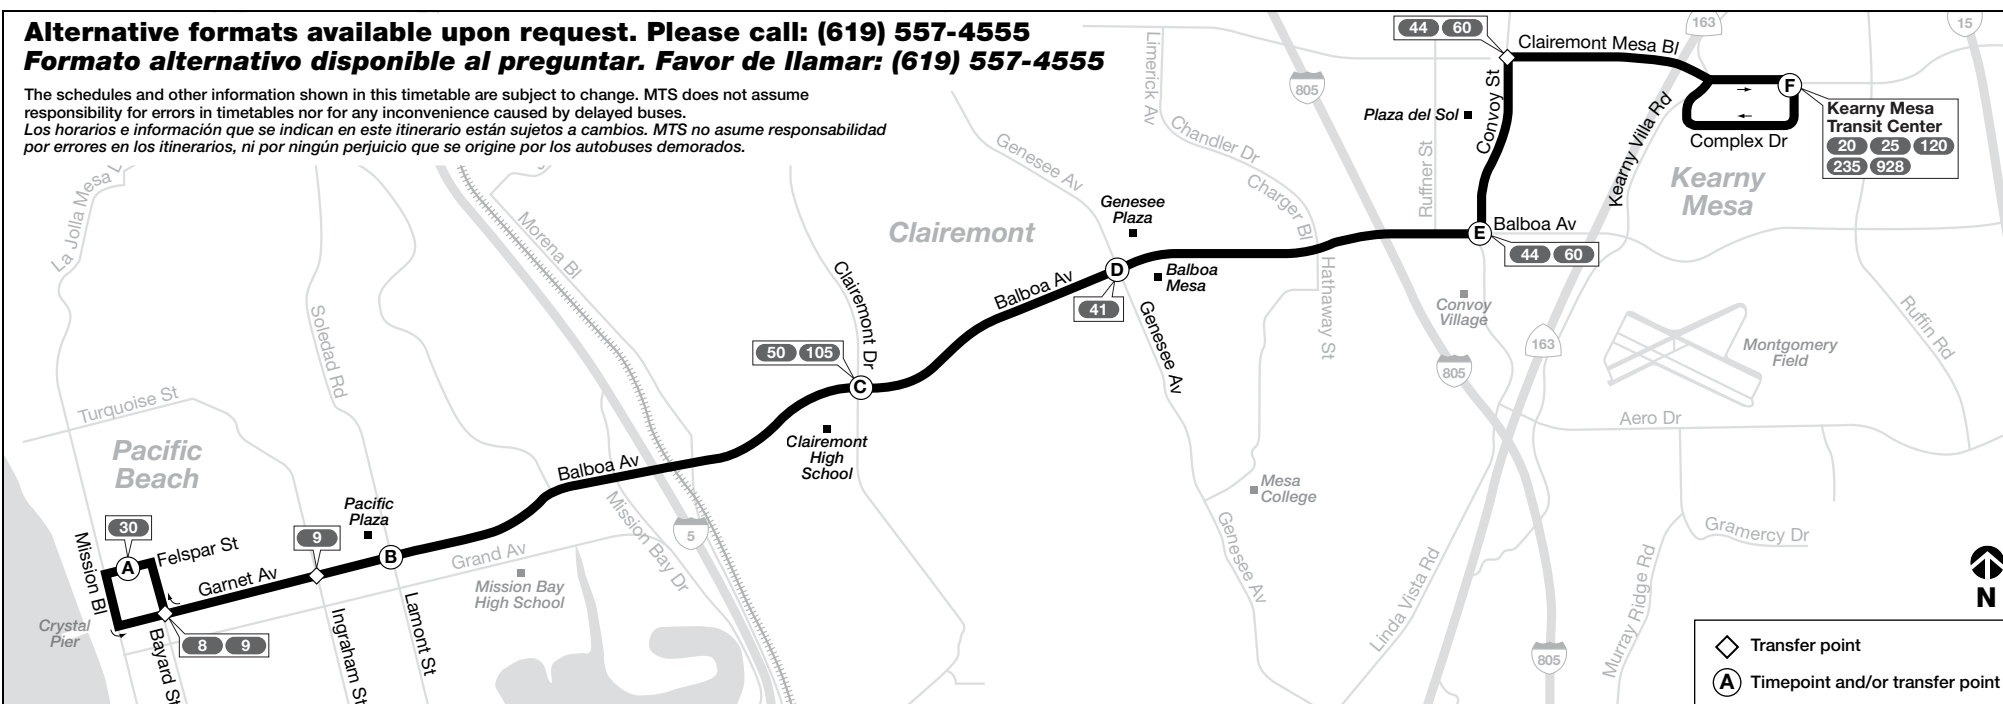 Alternative formats available upon request. Please call: (619) 557-4555
Formato alternativo disponible al preguntar. Favor de llamar: (619) 557-4555
The schedules and other information shown in this timetable are subject to change. MTS does not assume
responsibility for errors in timetables nor for any inconvenience caused by delayed buses.
Los horarios e información que se indican en este itinerario están sujetos a cambios. MTS no asume responsabilidad
por errores en los itinerarios, ni por ningún perjuicio que se origine por los autobuses demorados.
44 60
163
15
Clairemont Mesa Bl
Limerick Av
805
Convoy St
Plaza del Sol
F
Kearny Mesa
Transit Center
20 25 120
235 928
Complex Dr
Kearny Villa Rd
Kearny
Mesa
Chandler Dr
Charger Bl
Ruffner St
Genesee Av
La Jolla Mesa
Morena Bl
Clairemont
Genesee
Plaza
E
Balboa Av
44 60
D
Balboa
Mesa
41
Balboa Av
Genesee Av
Hathaway St
Convoy
Village
163
805
Montgomery
Field
Ruffin Rd
Clairemont Dr
50 105
C
Clairemont
High
School
Soledad Rd
Turquoise St
Pacific
Beach
Balboa Av
Aero Dr
Mesa
College
Genesee Av
Gramercy Dr
Murray Ridge Rd
Linda Vista Rd
805
Pacific
Plaza
30
9
B
A
Felspar St
Mission Bl
Garnet Av
Grand Av
Mission Bay
High School
Mission Bay Dr
5
Crystal
Pier
8 9
Bayard St
Ingraham St
Lamont St
N
Transfer point
A Timepoint and/or transfer point